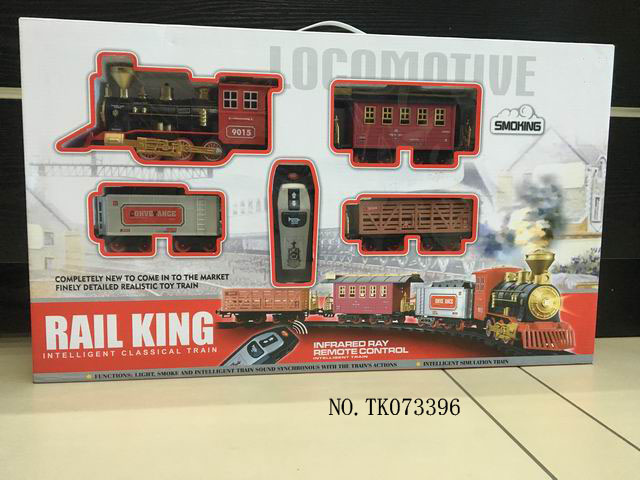 LOCOMOTIVE
9015
SMOKING
CONVEYANCE
COMPLETELY NEW TO COME IN TO THE MARKET
FINELY DETAILED REALISTIC TOY TRAIN
RAIL KING
INTELLIGENT CLASSICAL TRAIN
INFRARED RAY
REMOTE CONTROL
INTELLIGENT TRAIN
FUNCTIONS: LIGHT, SMOKE AND INTELLIGENT TRAIN SOUND SYNCHRONOUS WITH THE TRAIN'S ACTIONS
INTELLIGENT SIMULATION TRAIN
NO. TK073396